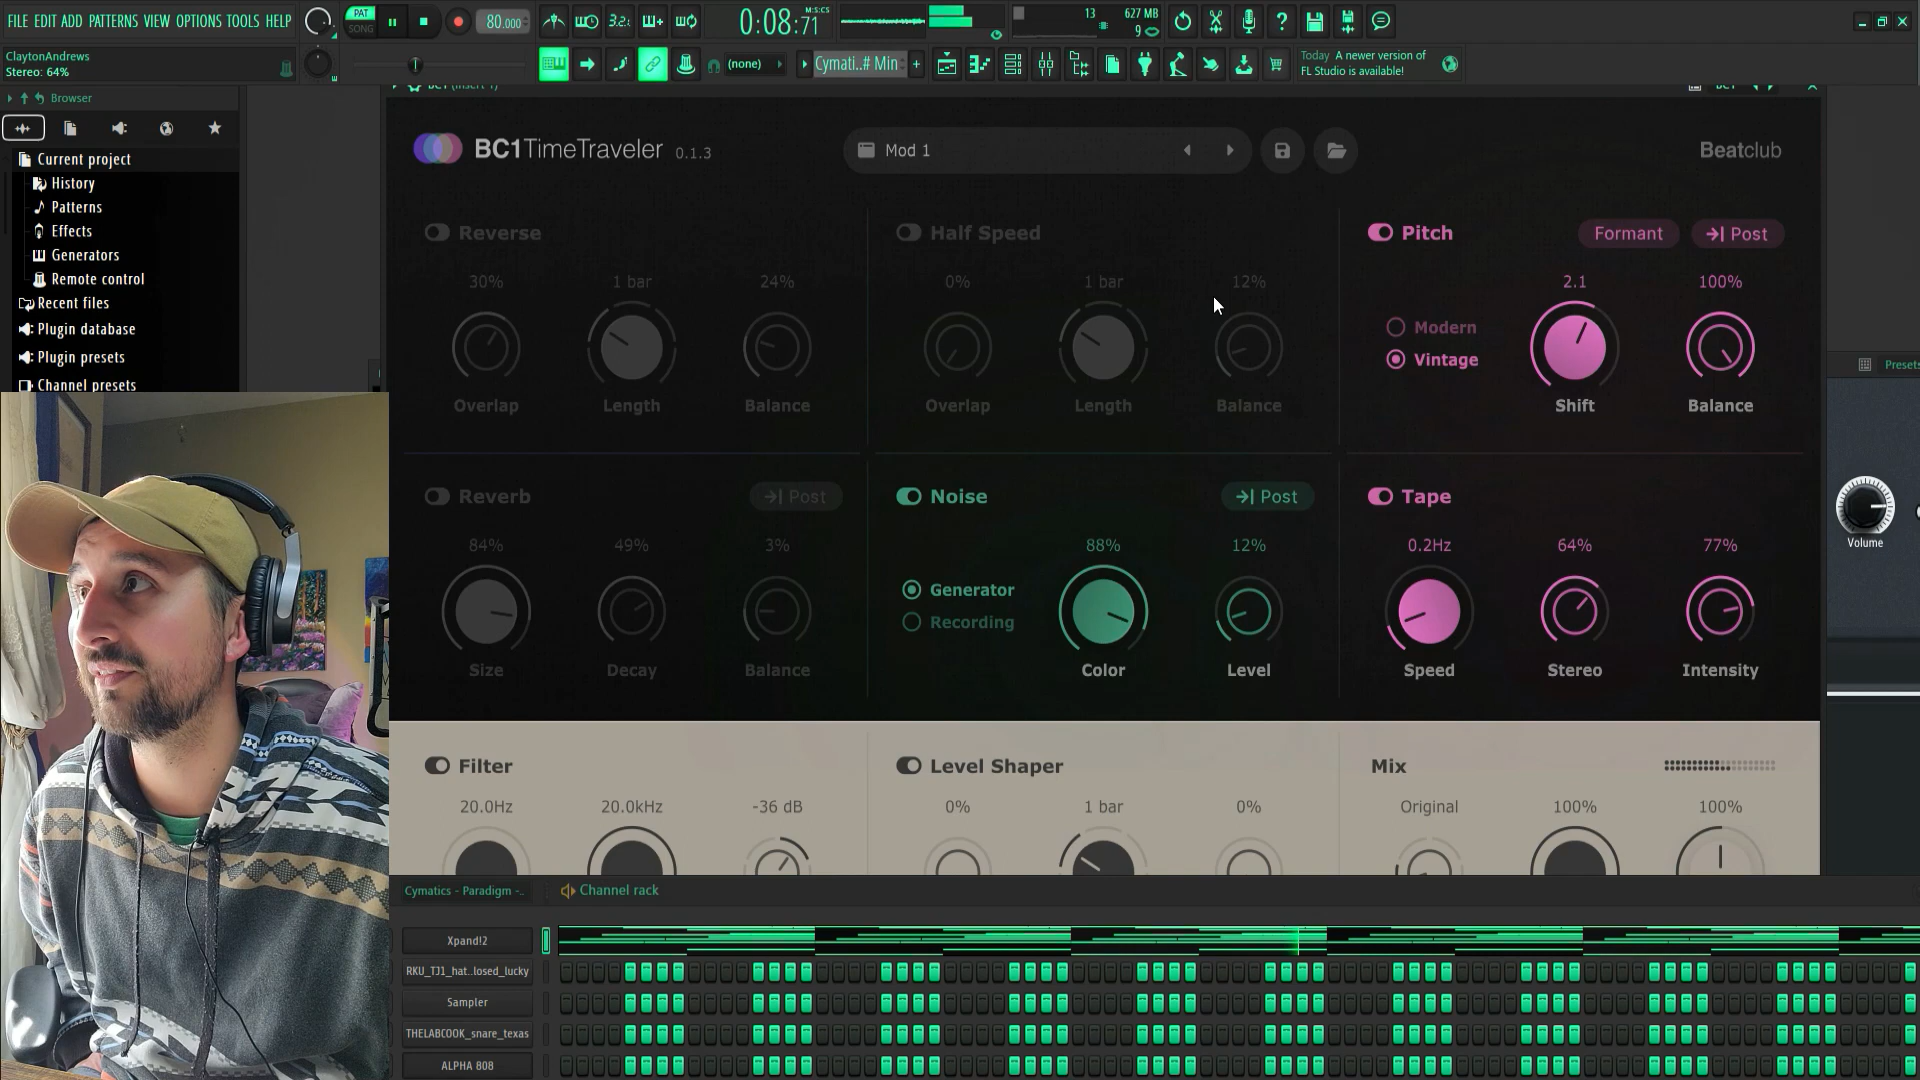 FILE EDIT ADD PATTERNS VIEW OPTIONS TOOLS HELP
PAT
SONG
80.000
3.2.
0:08:71
M:S:CS
13
627 MB
9
ClaytonAndrews
Stereo: 64%
(none)
Cymati..# Min
Today A newer version of
FL Studio is available!
Browser
Current project
History
Patterns
Effects
Generators
Remote control
Recent files
Plugin database
Plugin presets
Channel presets
BC1 (Insert 1)
BC1
BC1TimeTraveler 0.1.3
Mod 1
Beatclub
Reverse
30% 1 bar 24%
Overlap Length Balance
Half Speed
0% 1 bar 12%
Overlap Length Balance
Pitch Formant Post
2.1 100%
Modern
Vintage
Shift Balance
Reverb Post
84% 49% 3%
Size Decay Balance
Noise Post
88% 12%
Generator
Recording
Color Level
Tape
0.2Hz 64% 77%
Speed Stereo Intensity
Filter
20.0Hz 20.0kHz -36 dB
Level Shaper
0% 1 bar 0%
Mix
Original 100% 100%
Presets
Volume
Cymatics - Paradigm -..
Channel rack
Xpand!2
RKU_TJ1_hat..losed_lucky
Sampler
THELABCOOK_snare_texas
ALPHA 808